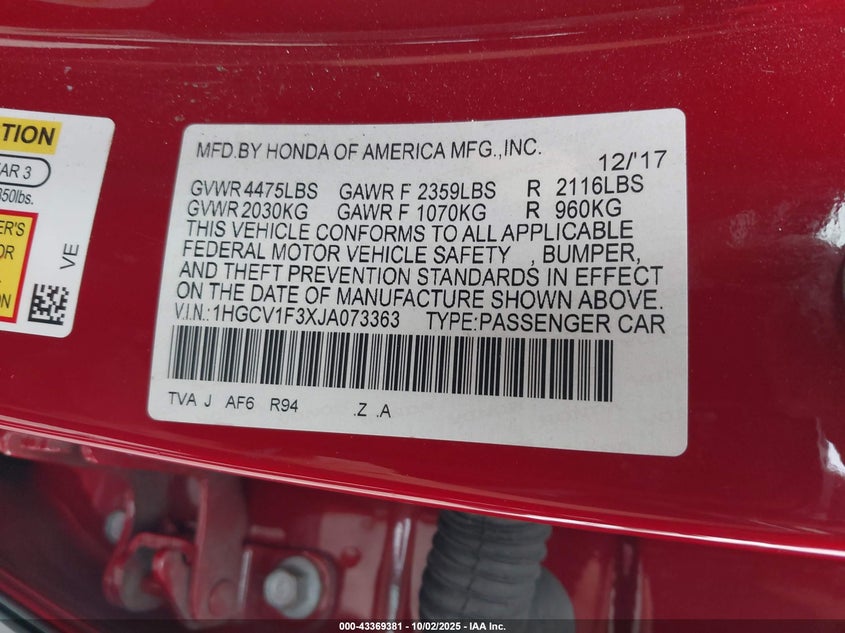 TION
AR 3
850lbs.
ER'S
OR
VE
MFD.BY HONDA OF AMERICA MFG.,INC.
12/'17
GVWR 4475LBS GAWR F 2359LBS R 2116LBS
GVWR 2030KG GAWR F 1070KG R 960KG
THIS VEHICLE CONFORMS TO ALL APPLICABLE
FEDERAL MOTOR VEHICLE SAFETY , BUMPER,
AND THEFT PREVENTION STANDARDS IN EFFECT
ON THE DATE OF MANUFACTURE SHOWN ABOVE.
V.I.N.:1HGCV1F3XJA073363 TYPE:PASSENGER CAR
TVA J AF6 R94 .Z .A
000-43369381 - 10/02/2025 - IAA Inc.